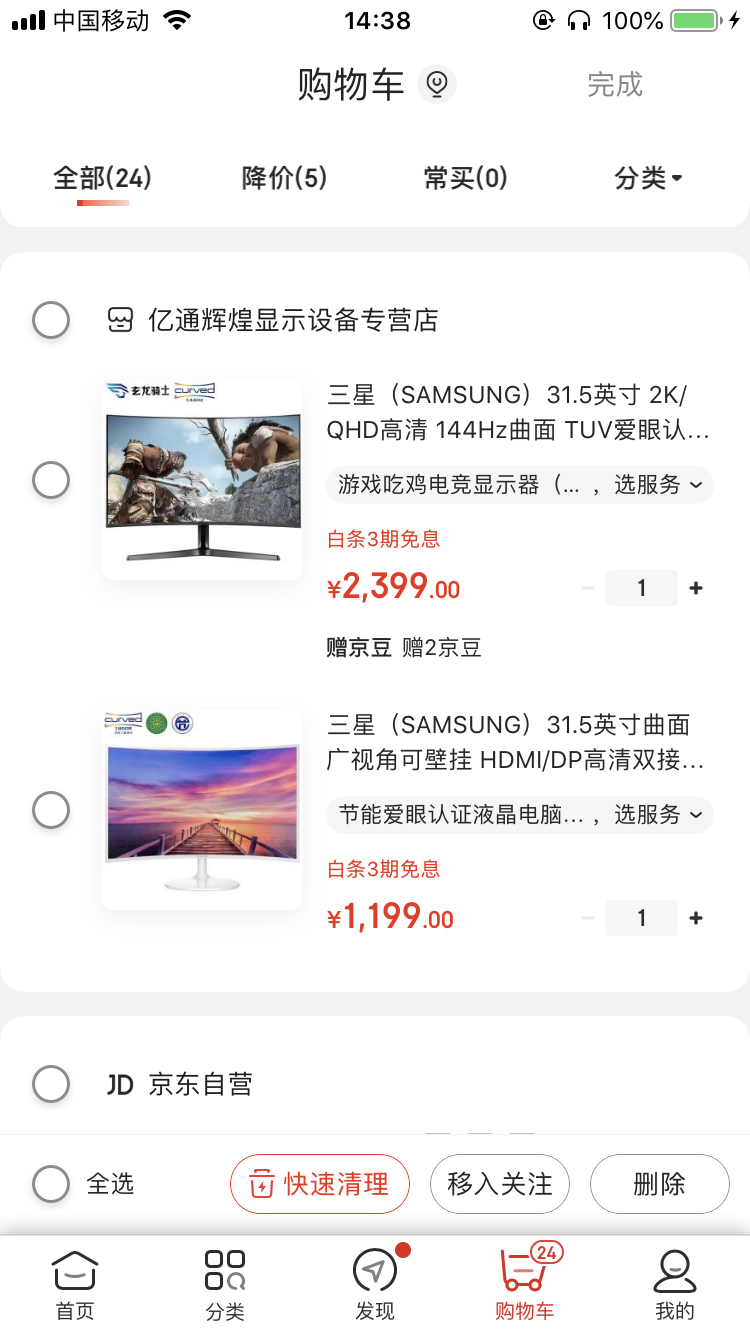 中国移动
14:38
100%
购物车
完成
全部(24)
降价(5)
常买(0)
分类
亿通辉煌显示设备专营店
玄龙骑士 curved
144Hz
三星（SAMSUNG）31.5英寸 2K/
QHD高清 144Hz曲面 TUV爱眼认...
游戏吃鸡电竞显示器（... ，选服务
白条3期免息
¥2,399.00
1
赠京豆 赠2京豆
curved
1800R
三星（SAMSUNG）31.5英寸曲面
广视角可壁挂 HDMI/DP高清双接...
节能爱眼认证液晶电脑... ，选服务
白条3期免息
¥1,199.00
1
JD 京东自营
全选
快速清理
移入关注
删除
首页
分类
发现
24
购物车
我的